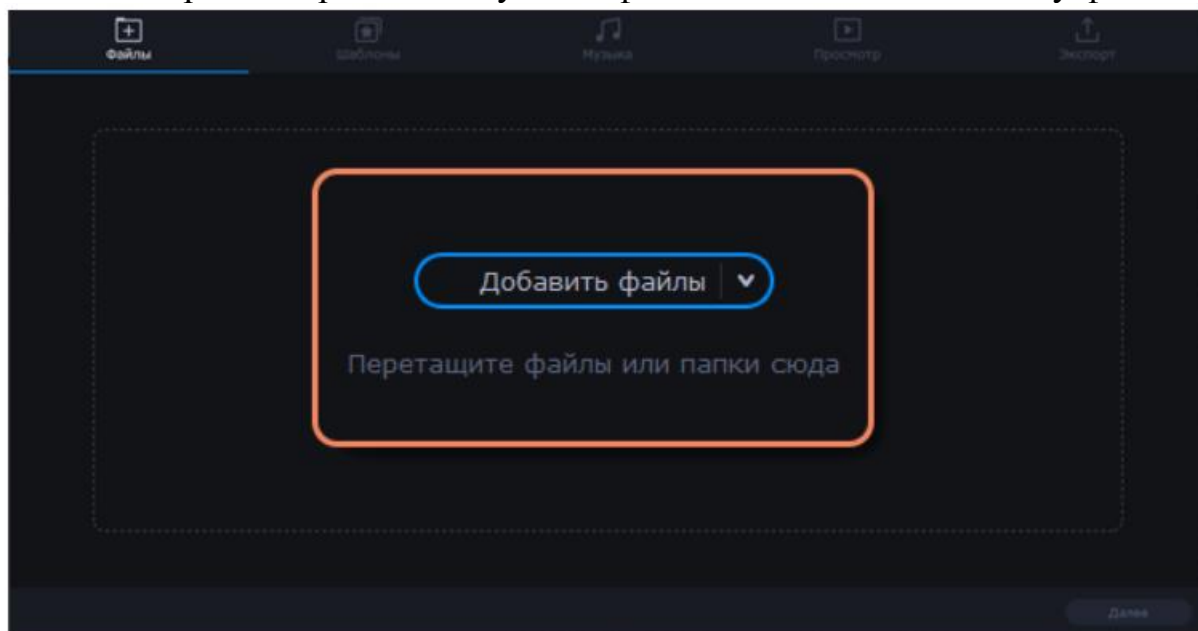 Файлы Шаблоны Музыка Просмотр Экспорт
Добавить файлы
Перетащите файлы или папки сюда
Далее